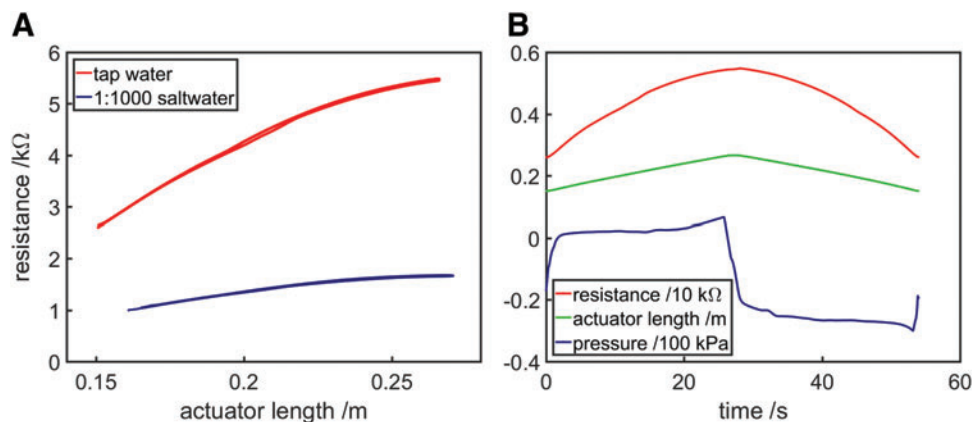 A
resistance /kΩ
6
5
4
3
2
1
0
tap water
1:1000 saltwater
0.15
0.2
0.25
actuator length /m
B
0.6
0.4
0.2
0
-0.2
-0.4
resistance /10 kΩ
actuator length /m
pressure /100 kPa
0
20
40
60
time /s